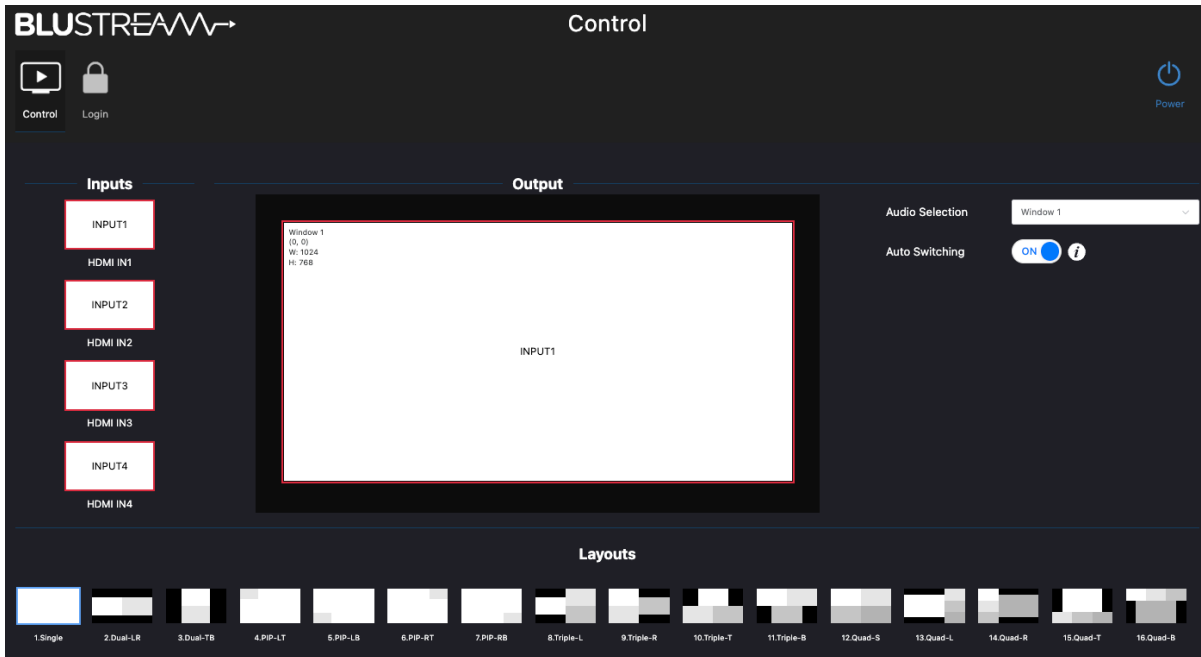 BLUSTREAM
Control
Control
Login
Power
Inputs
Output
INPUT1
HDMI IN1
INPUT2
HDMI IN2
INPUT3
HDMI IN3
INPUT4
HDMI IN4
Window 1
(0, 0)
W: 1024
H: 768
INPUT1
Audio Selection
Window 1
Auto Switching
ON
i
Layouts
1.Single
2.Dual-LR
3.Dual-TB
4.PIP-LT
5.PIP-LB
6.PIP-RT
7.PIP-RB
8.Triple-L
9.Triple-R
10.Triple-T
11.Triple-B
12.Quad-S
13.Quad-L
14.Quad-R
15.Quad-T
16.Quad-B